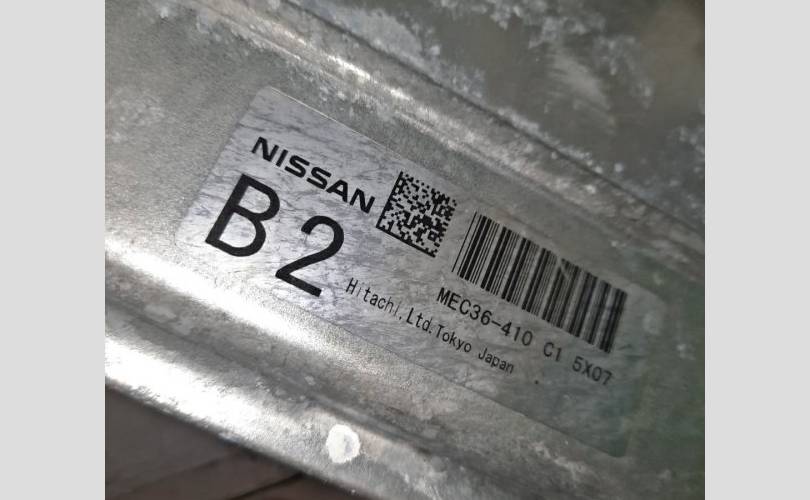 NISSAN
B2
MEC36-410 C1 5X07
Hitachi,Ltd.Tokyo Japan